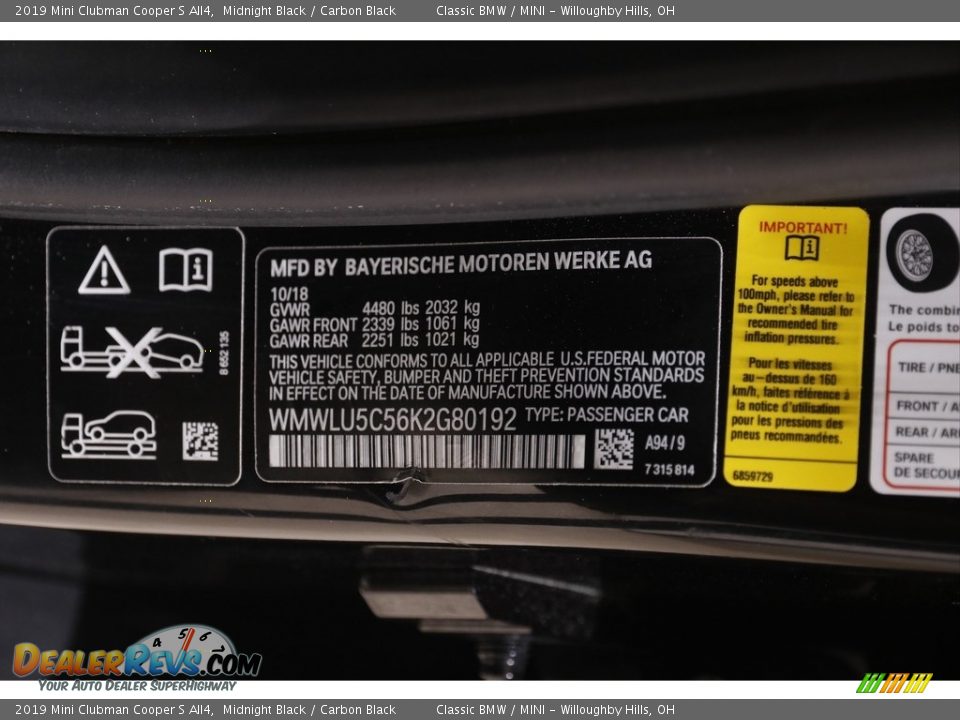 2019 Mini Clubman Cooper S All4,  Midnight Black / Carbon Black          Classic BMW / MINI - Willoughby Hills, OH
8 652 135
MFD BY BAYERISCHE MOTOREN WERKE AG
10/18
GVWR 4480 lbs 2032 kg
GAWR FRONT 2339 lbs 1061 kg
GAWR REAR 2251 lbs 1021 kg
THIS VEHICLE CONFORMS TO ALL APPLICABLE U.S.FEDERAL MOTOR
VEHICLE SAFETY, BUMPER AND THEFT PREVENTION STANDARDS
IN EFFECT ON THE DATE OF MANUFACTURE SHOWN ABOVE.
WMWLU5C56K2G80192 TYPE: PASSENGER CAR
A94 / 9
7 315 814
IMPORTANT!
For speeds above
100mph, please refer to
the Owner's Manual for
recommended tire
inflation pressures.
Pour les vitesses
au-dessus de 160
km/h, faites référence à
la notice d'utilisation
pour les pressions des
pneus recommandées.
6859729
The combin
Le poids to
TIRE / PNE
FRONT / A
REAR / ARR
SPARE
DE SECOU
4 5 6
DEALERREVS.COM
YOUR AUTO DEALER SUPERHIGHWAY
2019 Mini Clubman Cooper S All4,  Midnight Black / Carbon Black          Classic BMW / MINI - Willoughby Hills, OH